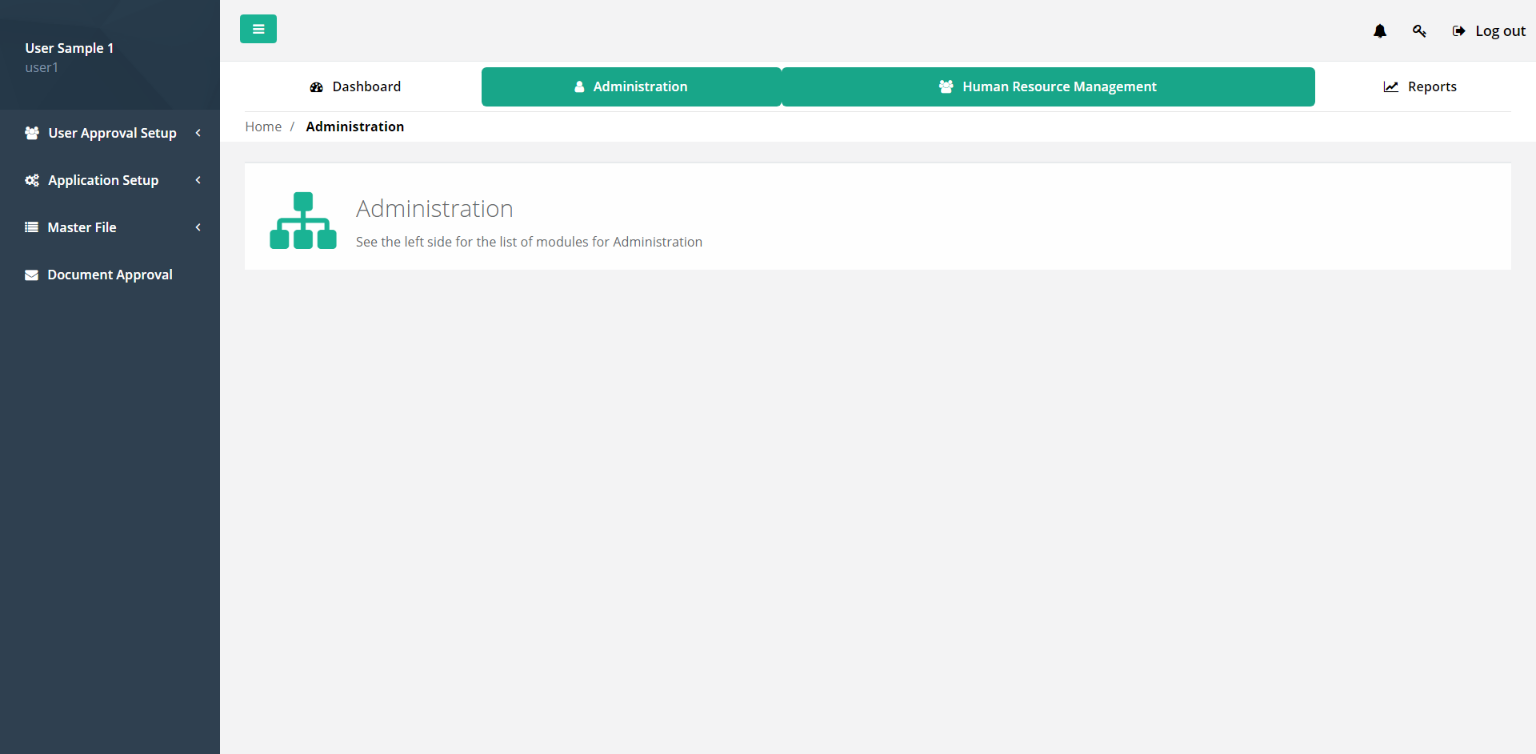 User Sample 1
user1
User Approval Setup
Application Setup
Master File
Document Approval
Log out
Dashboard
Administration
Human Resource Management
Reports
Home / Administration
Administration
See the left side for the list of modules for Administration